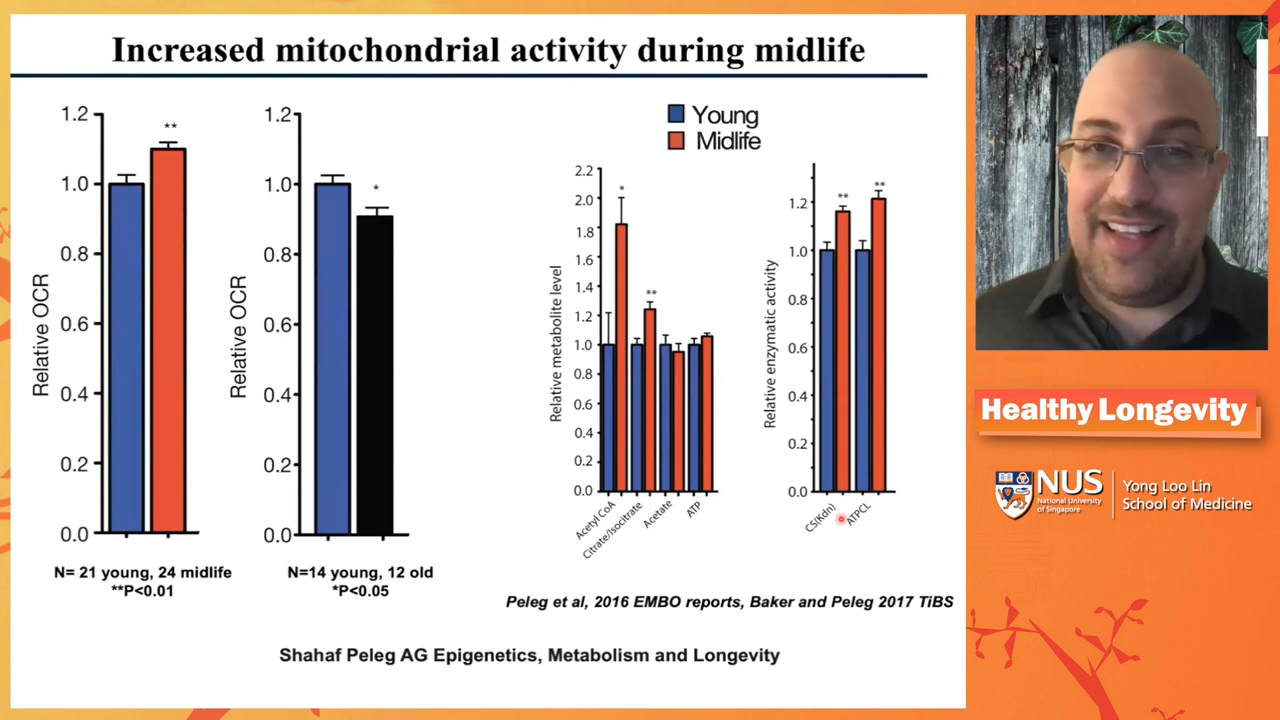 Increased mitochondrial activity during midlife
1.2
1.0
0.8
0.6
0.4
0.2
0.0
Relative OCR
**
N= 21 young, 24 midlife
**P<0.01
1.2
1.0
0.8
0.6
0.4
0.2
0.0
Relative OCR
*
N=14 young, 12 old
*P<0.05
Young
Midlife
2.2
2.0
1.8
1.6
1.4
1.2
1.0
0.8
0.6
0.4
0.2
0.0
Relative metabolite level
*
**
Acetyl CoA
Citrate/Isocitrate
Acetate
ATP
1.2
1.0
0.8
0.6
0.4
0.2
0.0
Relative enzymatic activity
**
**
CS(Kdn)
ATPCL
Peleg et al, 2016 EMBO reports, Baker and Peleg 2017 TiBS
Shahaf Peleg AG Epigenetics, Metabolism and Longevity
Healthy Longevity
NUS
National University
of Singapore
Yong Loo Lin
School of Medicine